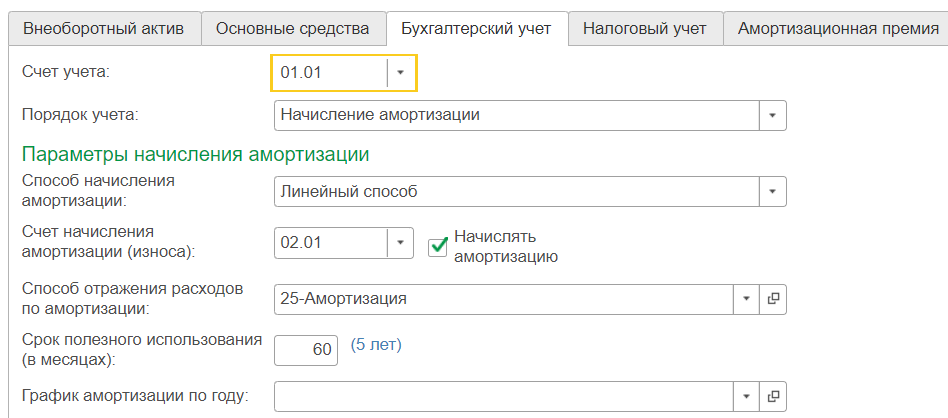 Внеоборотный актив Основные средства Бухгалтерский учет Налоговый учет Амортизационная премия
Счет учета: 01.01
Порядок учета: Начисление амортизации
Параметры начисления амортизации
Способ начисления
амортизации: Линейный способ
Счет начисления
амортизации (износа): 02.01 Начислять
амортизацию
Способ отражения расходов
по амортизации: 25-Амортизация
Срок полезного использования
(в месяцах): 60 (5 лет)
График амортизации по году: